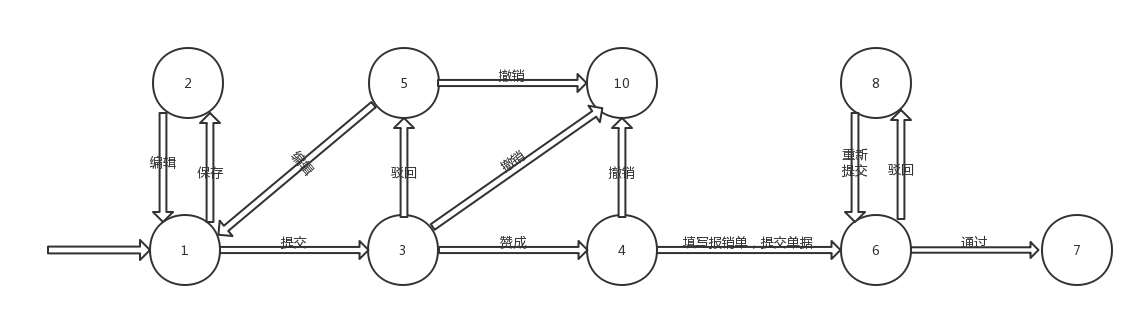 2
5
撤销
10
8
编辑
保存
编辑
驳回
撤销
撤销
重新
提交
驳回
1
提交
3
赞成
4
填写报销单，提交单据
6
通过
7